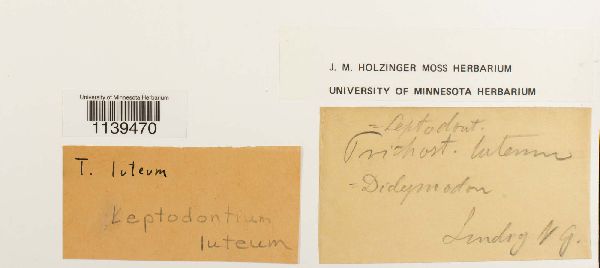 J. M. HOLZINGER MOSS HERBARIUM
UNIVERSITY OF MINNESOTA HERBARIUM
University of Minnesota Herbarium
1139470
T. luteum
Leptodontium
luteum
= Leptodont.
Trichost. luteum
= Didymodon